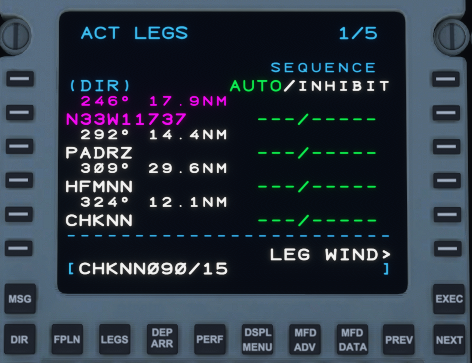 ACT LEGS 1/5
SEQUENCE
(DIR) AUTO/INHIBIT
246° 17.9NM
N33W11737 ---/-----
292° 14.4NM
PADRZ ---/-----
309° 29.6NM
HFMNN ---/-----
324° 12.1NM
CHKNN ---/-----
------------------------
LEG WIND>
[CHKNN090/15 ]
MSG EXEC
DIR FPLN LEGS DEP ARR PERF DSPL MENU MFD ADV MFD DATA PREV NEXT